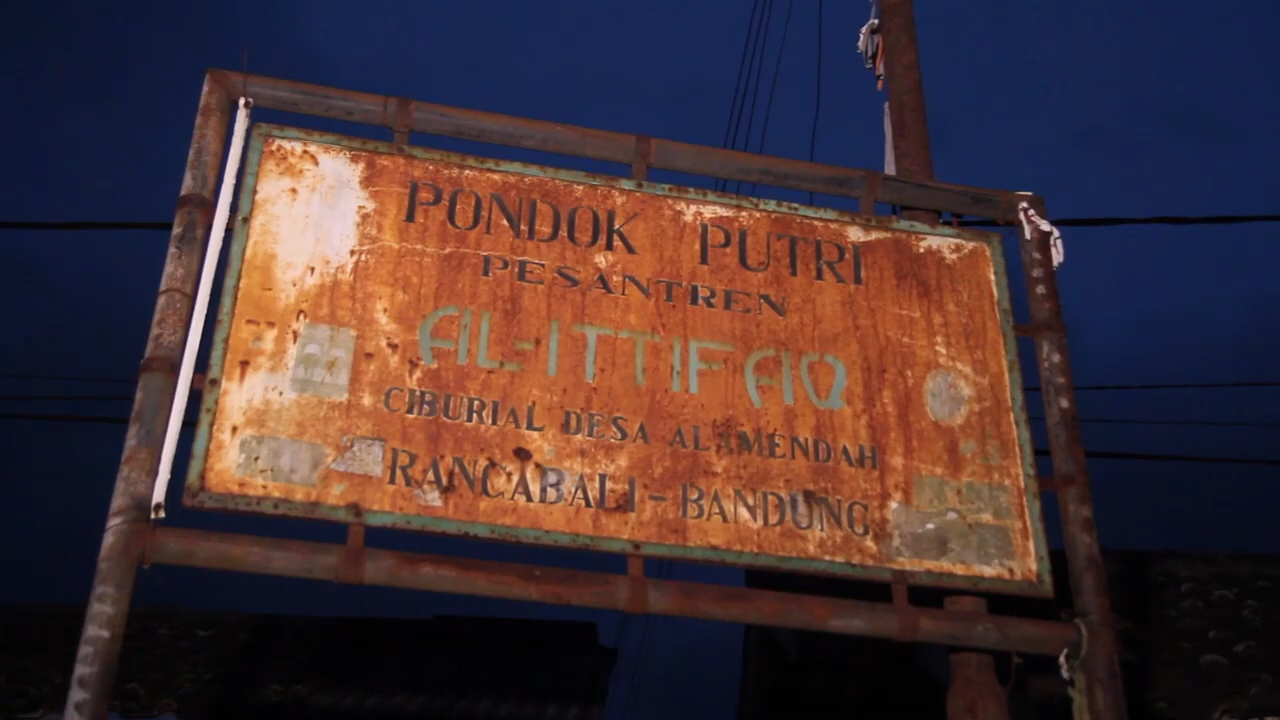 PONDOK PUTRI
PESANTREN
AL-ITTIFAQ
CIBURIAL DESA ALAMENDAH
RANCABALI-BANDUNG